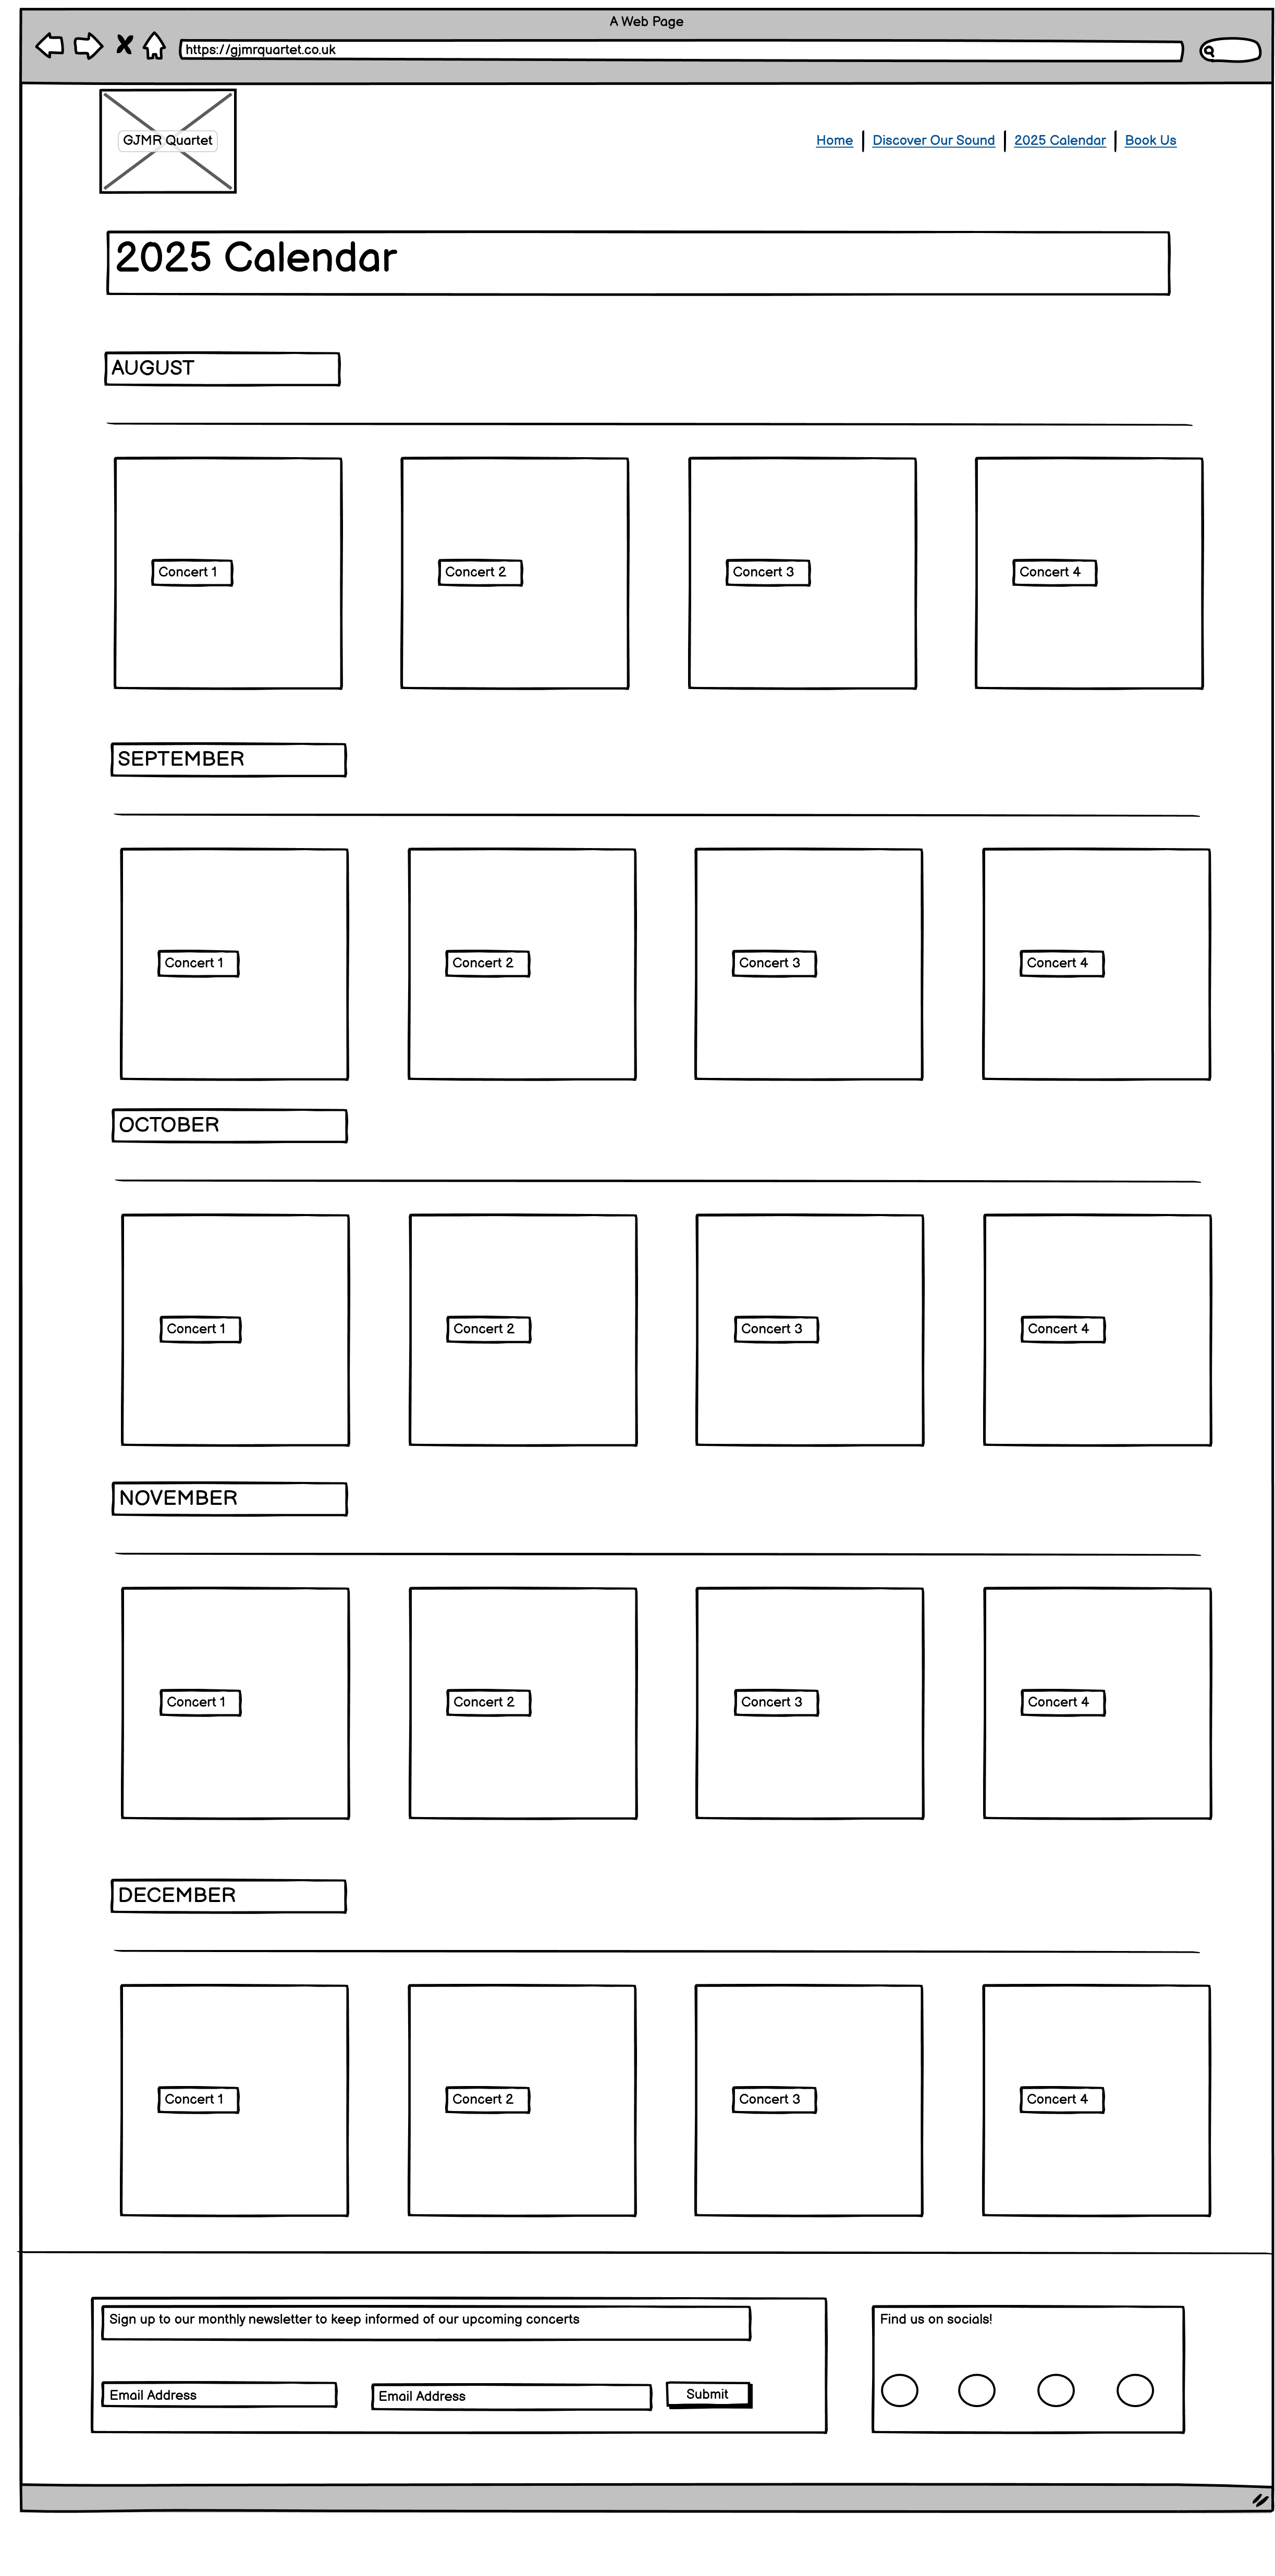 A Web Page
https://gjmrquartet.co.uk
GJMR Quartet
Home Discover Our Sound 2025 Calendar Book Us
2025 Calendar
AUGUST
Concert 1 Concert 2 Concert 3 Concert 4
SEPTEMBER
Concert 1 Concert 2 Concert 3 Concert 4
OCTOBER
Concert 1 Concert 2 Concert 3 Concert 4
NOVEMBER
Concert 1 Concert 2 Concert 3 Concert 4
DECEMBER
Concert 1 Concert 2 Concert 3 Concert 4
Sign up to our monthly newsletter to keep informed of our upcoming concerts
Find us on socials!
Email Address Email Address Submit